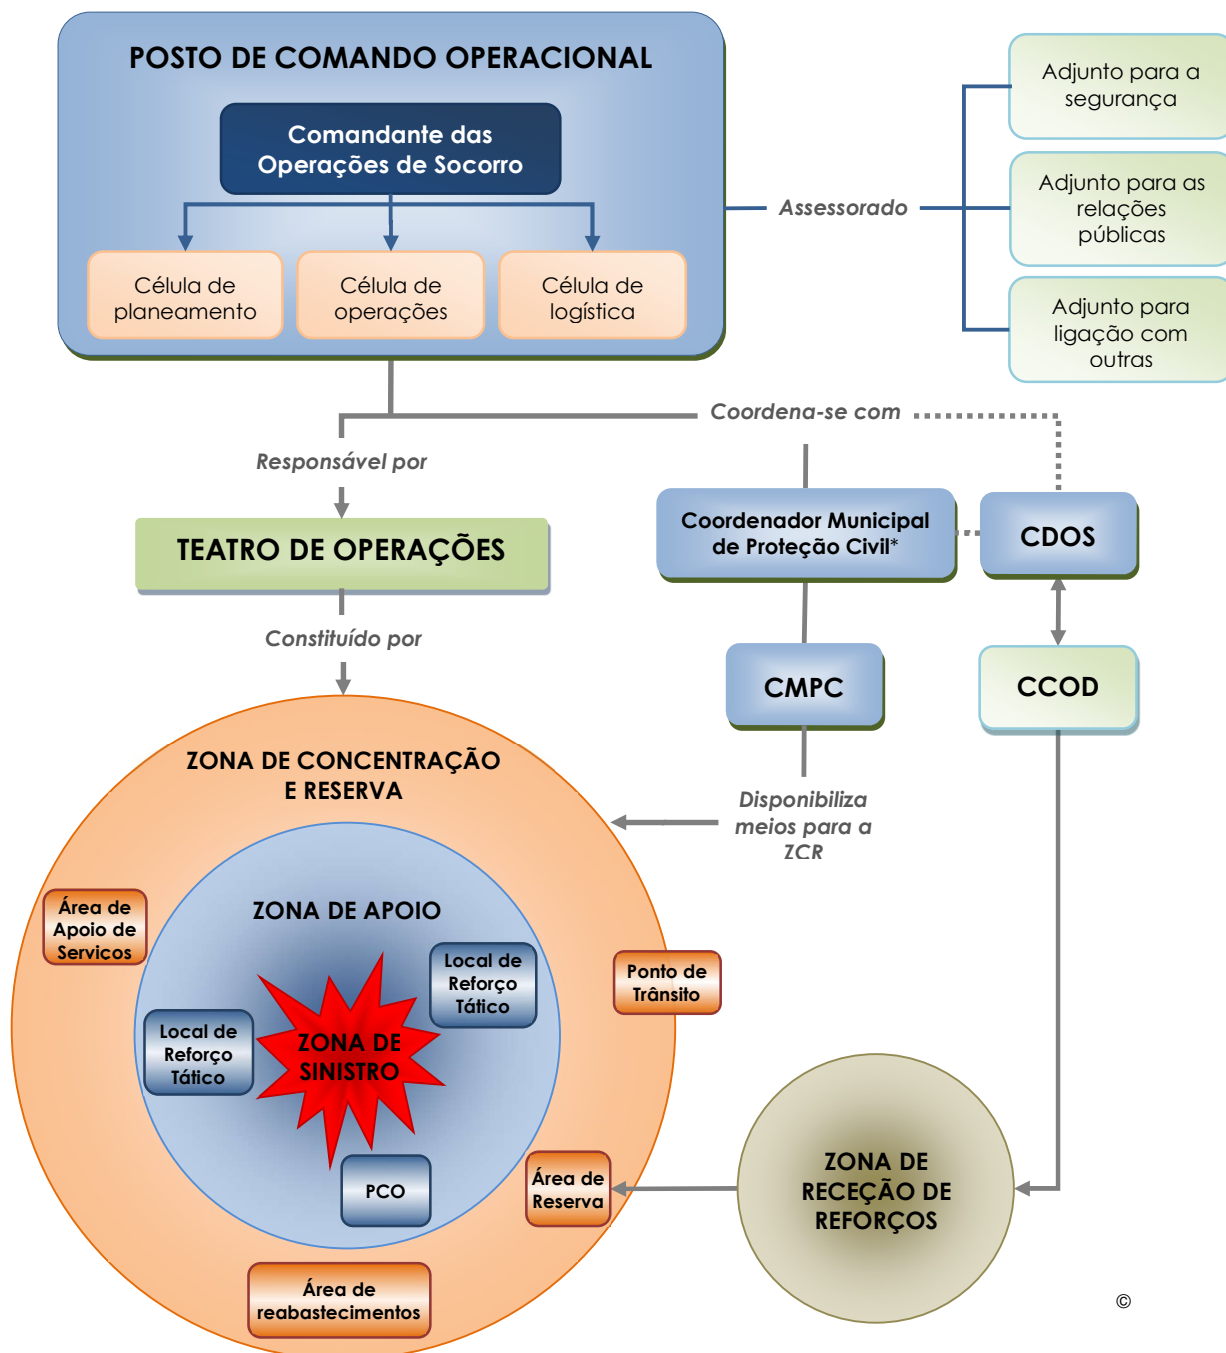 POSTO DE COMANDO OPERACIONAL
Comandante das
Operações de Socorro
Célula de
planeamento
Célula de
operações
Célula de
logística
Assessorado
Adjunto para a
segurança
Adjunto para as
relações
públicas
Adjunto para
ligação com
outras
Coordena-se com
Responsável por
TEATRO DE OPERAÇÕES
Coordenador Municipal
de Proteção Civil*
CDOS
Constituído por
CMPC
CCOD
ZONA DE CONCENTRAÇÃO
E RESERVA
Disponibiliza
meios para a
ZCR
ZONA DE APOIO
Área de
Apoio de
Serviços
Local de
Reforço
Tático
Ponto de
Trânsito
Local de
Reforço
Tático
ZONA DE
SINISTRO
PCO
Área de
Reserva
ZONA DE
RECEÇÃO DE
REFORÇOS
Área de
reabastecimentos
©